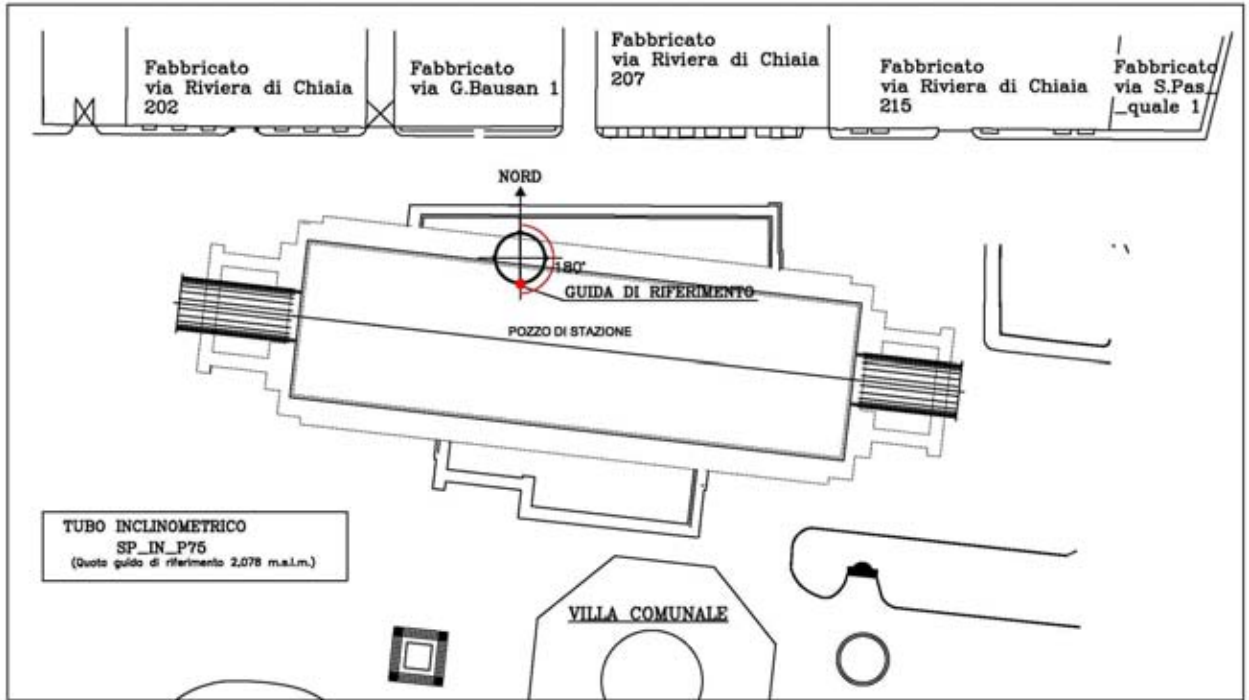 Fabbricato
via Riviera di Chiaia
202
Fabbricato
via G.Bausan 1
Fabbricato
via Riviera di Chiaia
207
Fabbricato
via Riviera di Chiaia
215
Fabbricato
via S.Pas_
_quale 1
NORD
180°
GUIDA DI RIFERIMENTO
POZZO DI STAZIONE
TUBO INCLINOMETRICO
SP_IN_P75
(Quota guida di riferimento 2,078 m.s.l.m.)
VILLA COMUNALE